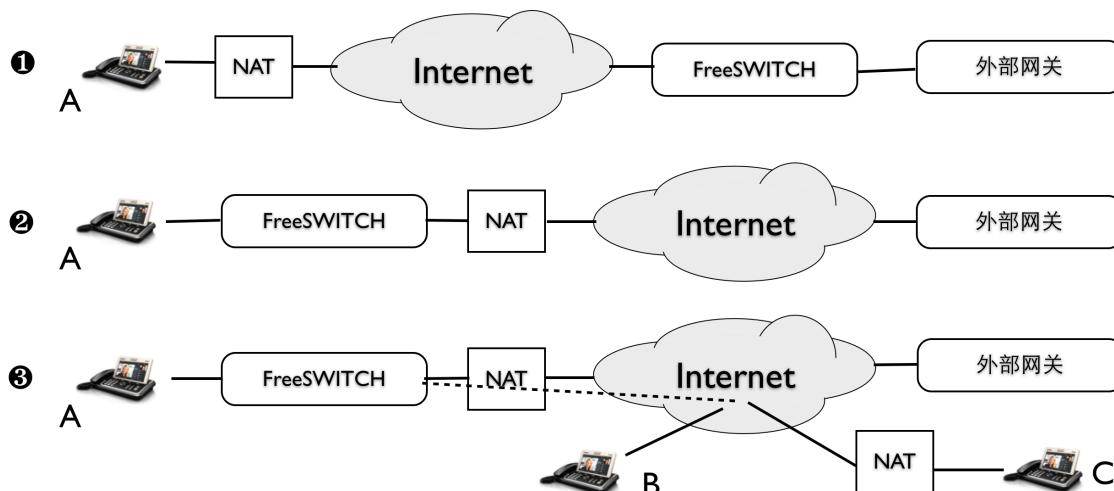 ❶ NAT Internet FreeSWITCH 外部网关
A
❷ FreeSWITCH NAT Internet 外部网关
A
❸ FreeSWITCH NAT Internet 外部网关
A
B NAT C